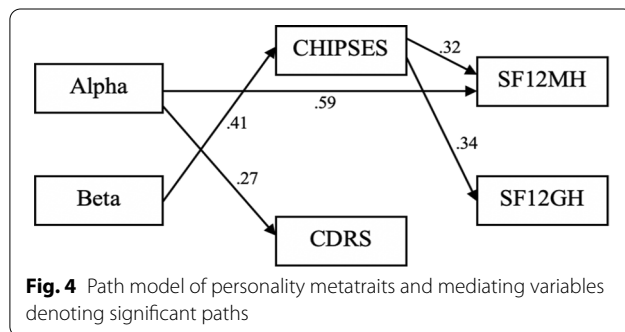 CHIPSES
.32
Alpha
SF12MH
.59
.41
.34
.27
Beta
SF12GH
CDRS
Fig. 4 Path model of personality metatraits and mediating variables
denoting significant paths